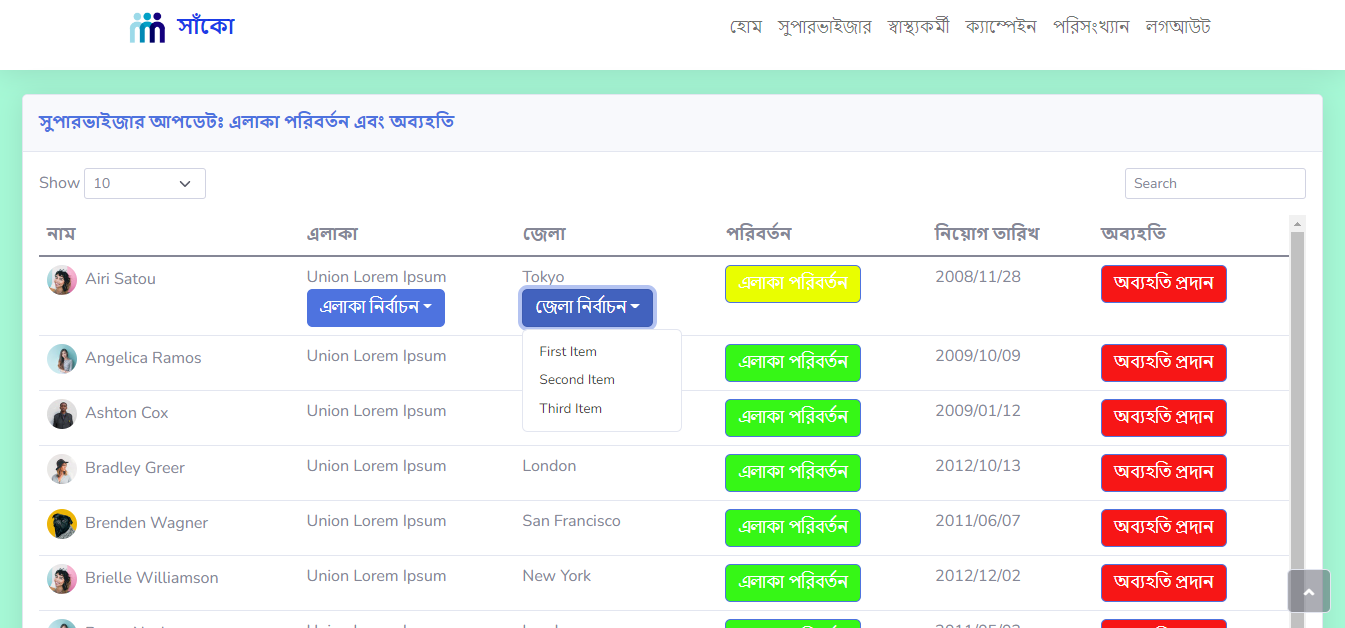 সাঁকো
হোম সুপারভাইজার স্বাস্থ্যকর্মী ক্যাম্পেইন পরিসংখ্যান লগআউট
সুপারভাইজার আপডেটঃ এলাকা পরিবর্তন এবং অব্যহতি
Show 10 Search
নাম এলাকা জেলা পরিবর্তন নিয়োগ তারিখ অব্যহতি
Airi Satou Union Lorem Ipsum Tokyo এলাকা পরিবর্তন 2008/11/28 অব্যহতি প্রদান
এলাকা নির্বাচন জেলা নির্বাচন
First Item
Second Item
Third Item
Angelica Ramos Union Lorem Ipsum এলাকা পরিবর্তন 2009/10/09 অব্যহতি প্রদান
Ashton Cox Union Lorem Ipsum এলাকা পরিবর্তন 2009/01/12 অব্যহতি প্রদান
Bradley Greer Union Lorem Ipsum London এলাকা পরিবর্তন 2012/10/13 অব্যহতি প্রদান
Brenden Wagner Union Lorem Ipsum San Francisco এলাকা পরিবর্তন 2011/06/07 অব্যহতি প্রদান
Brielle Williamson Union Lorem Ipsum New York এলাকা পরিবর্তন 2012/12/02 অব্যহতি প্রদান